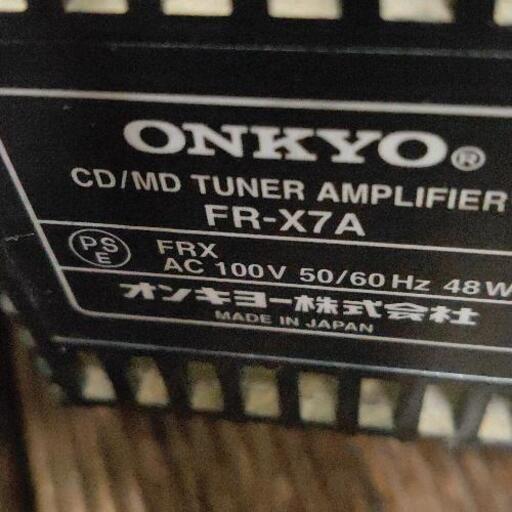 ONKYO®
CD/MD TUNER AMPLIFIER
FR-X7A
PS
E
FRX
AC 100V 50/60Hz 48W
オンキヨー株式会社
MADE IN JAPAN